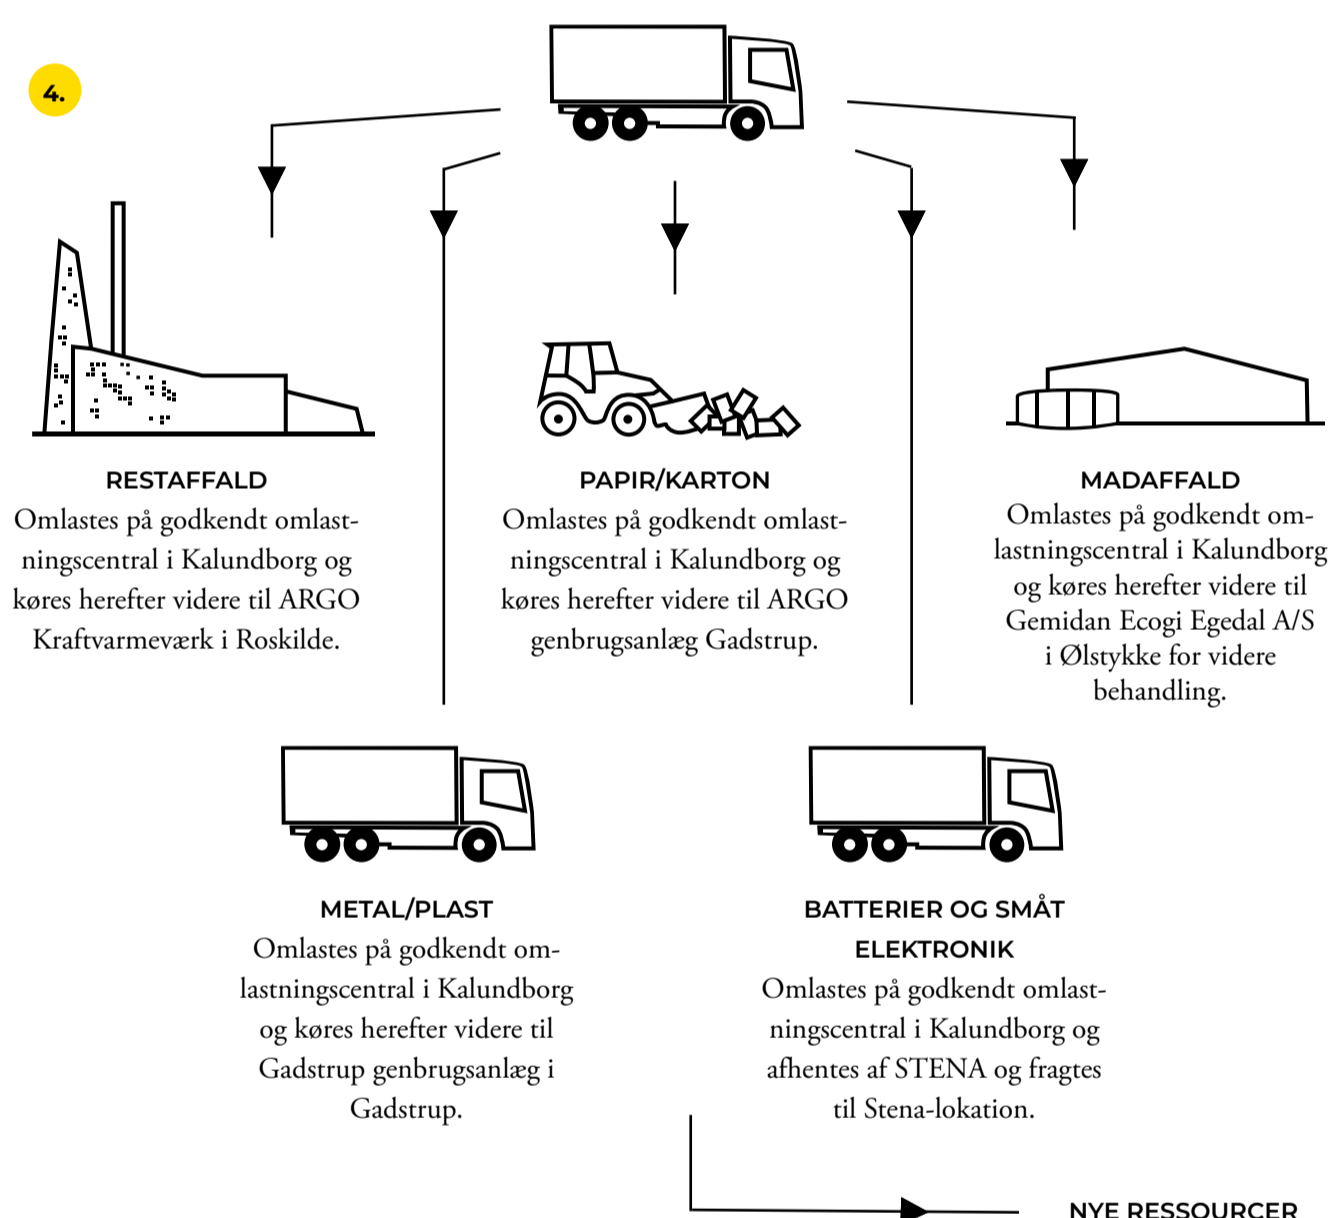 4.
RESTAFFALD
Omlastes på godkendt omlast-
ningscentral i Kalundborg og
køres herefter videre til ARGO
Kraftvarmeværk i Roskilde.
PAPIR/KARTON
Omlastes på godkendt omlast-
ningscentral i Kalundborg og
køres herefter videre til ARGO
genbrugsanlæg Gadstrup.
MADAFFALD
Omlastes på godkendt om-
lastningscentral i Kalundborg
og køres herefter videre til
Gemidan Ecogi Egedal A/S
i Ølstykke for videre
behandling.
METAL/PLAST
Omlastes på godkendt om-
lastningscentral i Kalundborg
og køres herefter videre til
Gadstrup genbrugsanlæg i
Gadstrup.
BATTERIER OG SMÅT
ELEKTRONIK
Omlastes på godkendt omlast-
ningscentral i Kalundborg og
afhentes af STENA og fragtes
til Stena-lokation.
NYE RESSOURCER